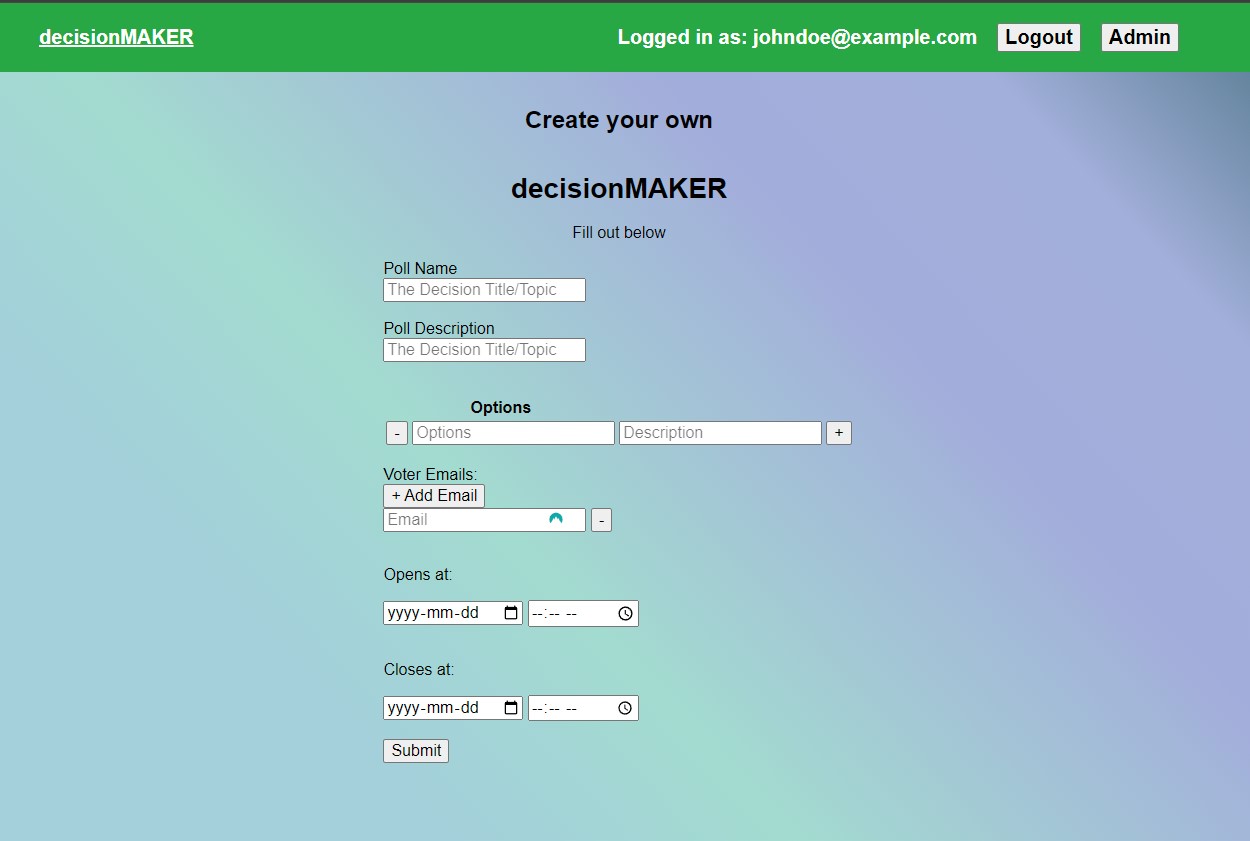 decisionMAKER Logged in as: johndoe@example.com Logout Admin
Create your own
decisionMAKER
Fill out below
Poll Name
The Decision Title/Topic
Poll Description
The Decision Title/Topic
Options
- Options Description +
Voter Emails:
+ Add Email
Email -
Opens at:
yyyy-mm-dd --:-- --
Closes at:
yyyy-mm-dd --:-- --
Submit